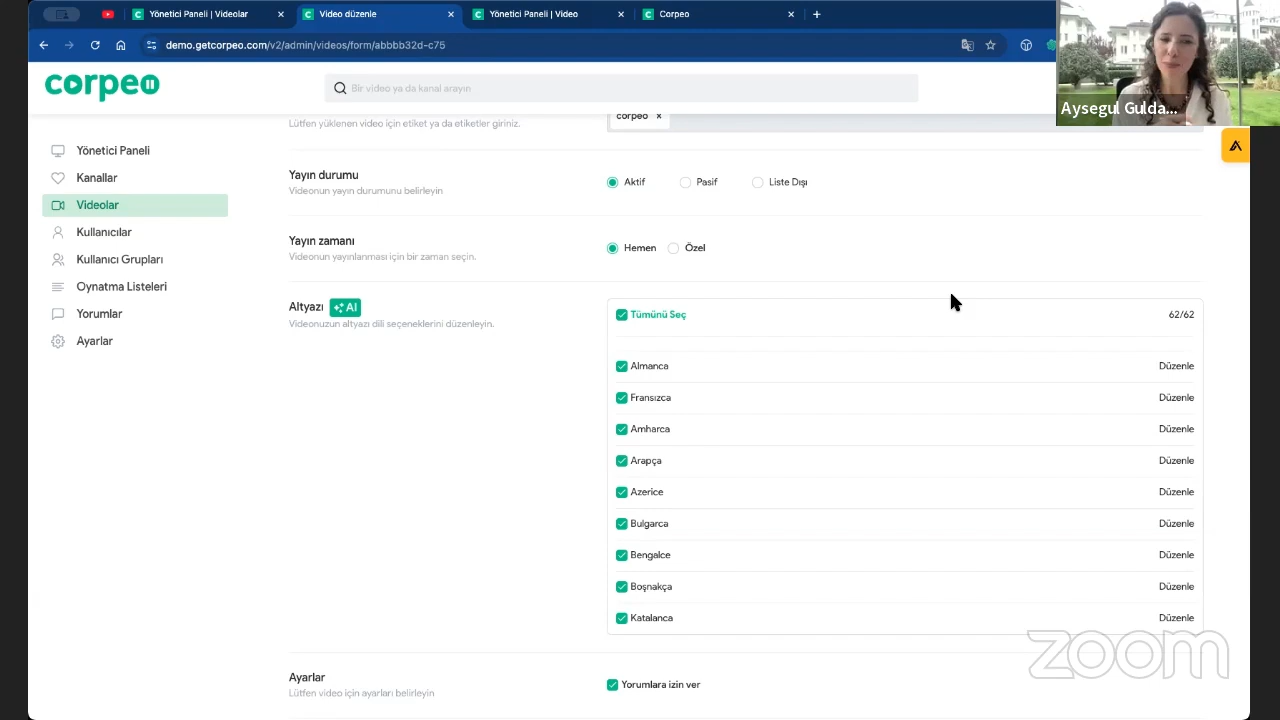 Yönetici Paneli | Videolar
Video düzenle
Yönetici Paneli | Video
Corpeo
demo.getcorpeo.com/v2/admin/videos/form/abbbb32d-c75
corpeo
Bir video ya da kanal arayın
Aysegul Gulda...
Yönetici Paneli
Kanallar
Videolar
Kullanıcılar
Kullanıcı Grupları
Oynatma Listeleri
Yorumlar
Ayarlar
Lütfen yüklenen video için etiket ya da etiketler giriniz.
corpeo ×
Yayın durumu
Videonun yayın durumunu belirleyin
Aktif
Pasif
Liste Dışı
Yayın zamanı
Videonun yayınlanması için bir zaman seçin.
Hemen
Özel
Altyazı AI
Videonuzun altyazı dili seçeneklerini düzenleyin.
Tümünü Seç 62/62
Almanca Düzenle
Fransızca Düzenle
Amharca Düzenle
Arapça Düzenle
Azerice Düzenle
Bulgarca Düzenle
Bengalce Düzenle
Boşnakça Düzenle
Katalanca Düzenle
Ayarlar
Lütfen video için ayarları belirleyin
Yorumlara izin ver
zoom